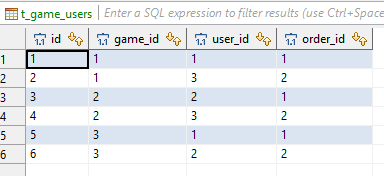 t_game_users Enter a SQL expression to filter results (use Ctrl+Space
id game_id user_id order_id
1 1 1 1 1
2 2 1 3 2
3 3 2 2 1
4 4 2 3 2
5 5 3 1 1
6 6 3 2 2